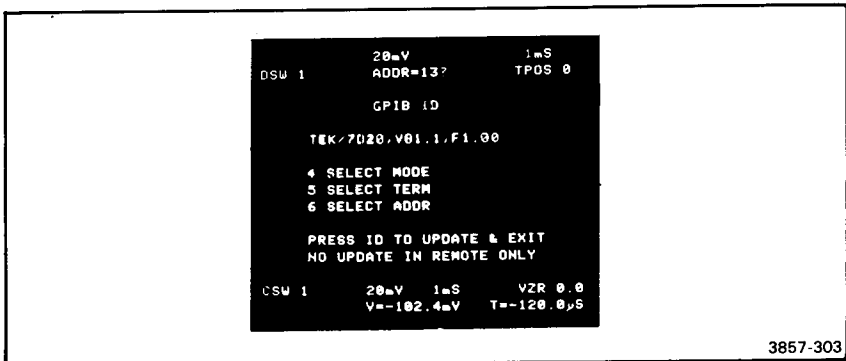 20mV 1mS
DSW 1 ADDR=13? TPOS 0
GPIB ID
TEK/7D20,V81.1,F1.00
4 SELECT MODE
5 SELECT TERM
6 SELECT ADDR
PRESS ID TO UPDATE & EXIT
NO UPDATE IN REMOTE ONLY
CSW 1 20mV 1mS VZR 0.0
V=-102.4mV T=-120.0µS
3857-303